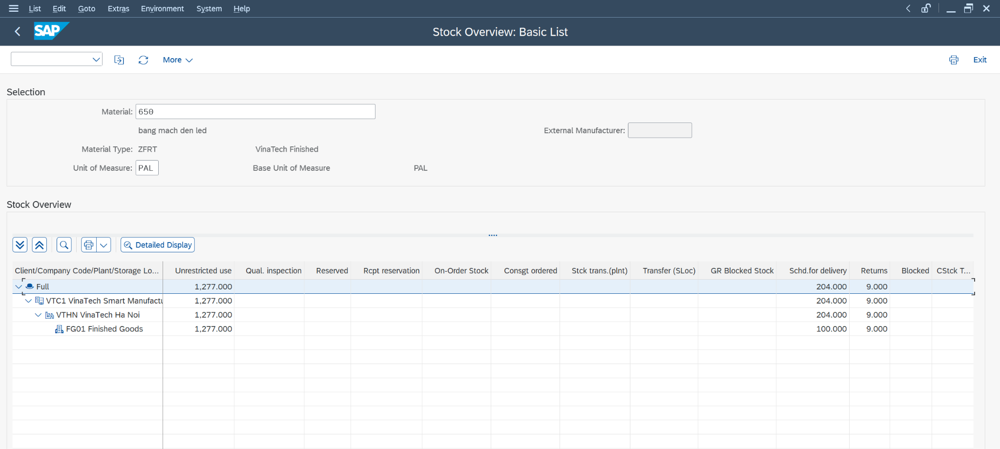 List Edit Goto Extras Environment System Help
SAP Stock Overview: Basic List
More Exit
Selection
Material: 650
bang mach den led External Manufacturer:
Material Type: ZFRT VinaTech Finished
Unit of Measure: PAL Base Unit of Measure PAL
Stock Overview
Detailed Display
Client/Company Code/Plant/Storage Lo... Unrestricted use Qual. inspection Reserved Rcpt reservation On-Order Stock Consgt ordered Stck trans.(plnt) Transfer (SLoc) GR Blocked Stock Schd.for delivery Returns Blocked CStck T...
Full 1,277.000 204.000 9.000
VTC1 VinaTech Smart Manufactu 1,277.000 204.000 9.000
VTHN VinaTech Ha Noi 1,277.000 204.000 9.000
FG01 Finished Goods 1,277.000 100.000 9.000